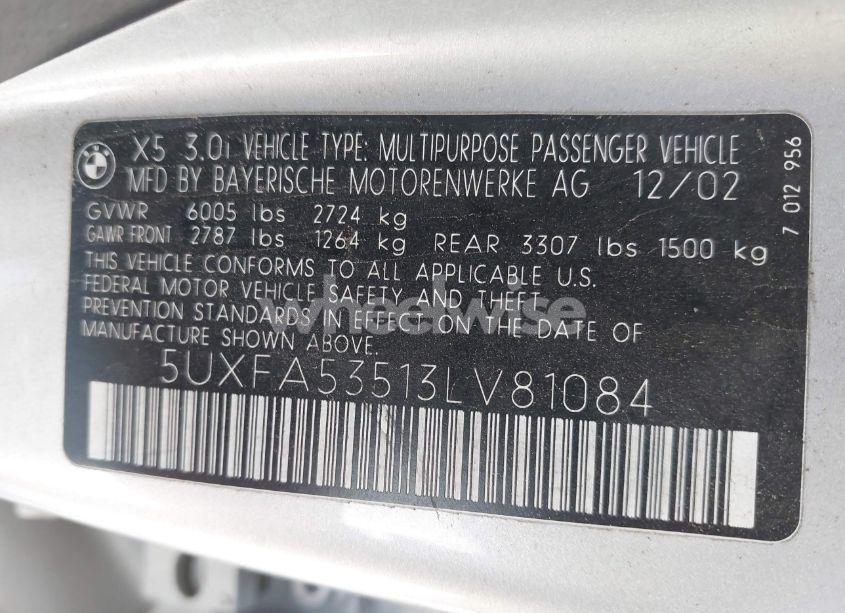 X5 3.0i VEHICLE TYPE: MULTIPURPOSE PASSENGER VEHICLE
MFD BY BAYERISCHE MOTORENWERKE AG 12/02
GVWR 6005 lbs 2724 kg
GAWR FRONT 2787 lbs 1264 kg REAR 3307 lbs 1500 kg
THIS VEHICLE CONFORMS TO ALL APPLICABLE U.S.
FEDERAL MOTOR VEHICLE SAFETY AND THEFT
PREVENTION STANDARDS IN EFFECT ON THE DATE OF
MANUFACTURE SHOWN ABOVE.
5UXFA53513LV81084
7 012 956
wheelwise
BMW